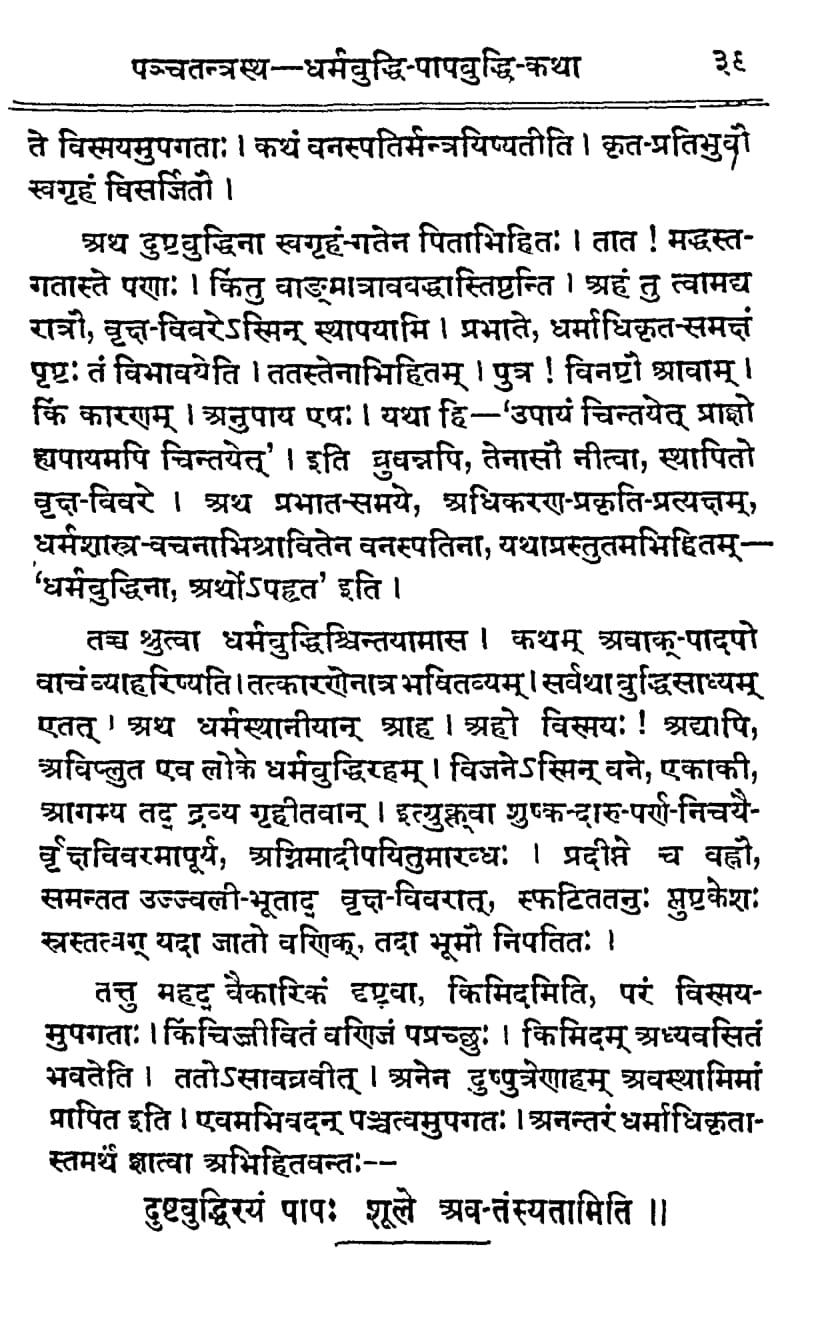 पञ्चतन्त्रस्थ—धर्मबुद्धि-पापबुद्धि-कथा ३९
ते विस्मयमुपगताः । कथं वनस्पतिर्मन्त्रयिष्यतीति । कृत-प्रतिभुवौ
स्वगृहं विसर्जितौ ।
अथ दुष्टबुद्धिना स्वगृहं-गतेन पिताभिहितः । तात ! मद्धस्त-
गतास्ते पणाः । किंतु वाङ्मात्रावबद्धास्तिष्टन्ति । अहं तु त्वामद्य
रात्रौ, वृक्ष-विवरेऽस्मिन् स्थापयामि । प्रभाते, धर्माधिकृत-समक्षं
पृष्टः तं विभावयेति । ततस्तेनाभिहितम् । पुत्र ! विनष्टौ आवाम् ।
किं कारणम् । अनुपाय एषः । यथा हि—‘उपायं चिन्तयेत् प्राज्ञो
ह्यपायमपि चिन्तयेत्’ । इति ब्रुवन्नपि, तेनासौ नीत्वा, स्थापितो
वृक्ष-विवरे । अथ प्रभात-समये, अधिकरण-प्रकृति-प्रत्यक्षम्,
धर्मशास्त्र-वचनाभिश्रावितेन वनस्पतिना, यथाप्रस्तुतमभिहितम्—
‘धर्मबुद्धिना, अर्थोऽपहृत’ इति ।
तच्च श्रुत्वा धर्मबुद्धिश्चिन्तयामास । कथम् अवाक्-पादपो
वाचं व्याहरिष्यति । तत्कारणेनात्र भवितव्यम् । सर्वथा बुद्धिसाध्यम्
एतत् । अथ धर्मस्थानीयान् आह । अहो विस्मयः ! अद्यापि,
अविप्लुत एव लोके धर्मबुद्धिरहम् । विजनेऽस्मिन् वने, एकाकी,
आगम्य तद् द्रव्य गृहीतवान् । इत्युक्त्वा शुष्क-दारु-पर्ण-निचयै-
र्वृक्षविवरमापूर्य, अग्निमादीपयितुमारब्धः । प्रदीप्ते च वह्नौ,
समन्तत उज्ज्वली-भूताद् वृक्ष-विवरात्, स्फटिततनुः प्लुष्टकेशः
स्रस्तत्वग् यदा जातो वणिक्, तदा भूमौ निपतितः ।
तत्तु महद् वैकारिकं दृष्ट्वा, किमिदमिति, परं विस्मय-
मुपगताः । किंचिज्जीवितं वणिजं पप्रच्छुः । किमिदम् अध्यवसितं
भवतेति । ततोऽसावब्रवीत् । अनेन दुष्पुत्रेणाहम् अवस्थामिमां
प्रापित इति । एवमभिवदन् पञ्चत्वमुपगतः । अनन्तरं धर्माधिकृता-
स्तमर्थं ज्ञात्वा अभिहितवन्तः--
दुष्टबुद्धिरयं पापः शूले अव-तंस्यतामिति ॥